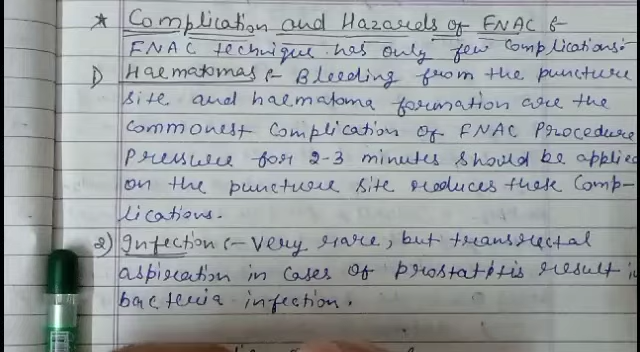 * Complication and Hazards of FNAC :-
FNAC technique has only few complications:-
1) Haematomas :- Bleeding from the puncture
site and haematoma formation are the
commonest complication of FNAC Procedure
Pressure for 2-3 minutes should be applied
on the puncture site reduces these comp-
lications.
2) Infection :- Very rare, but transrectal
aspiration in cases of prostatitis result i
bacteria infection.